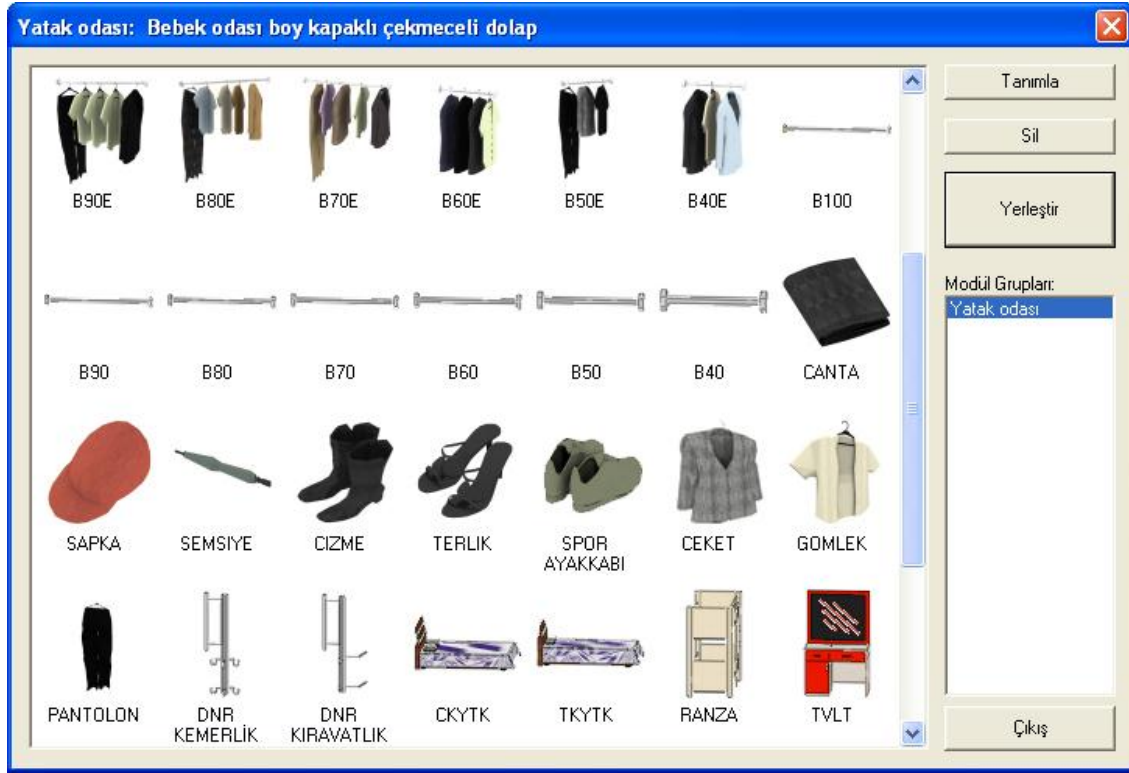 Yatak odası: Bebek odası boy kapaklı çekmeceli dolap
B90E B80E B70E B60E B50E B40E B100
B90 B80 B70 B60 B50 B40 CANTA
SAPKA SEMSIYE CIZME TERLIK SPOR AYAKKABI CEKET GOMLEK
PANTOLON DNR KEMERLİK DNR KIRAVATLIK CKYTK TKYTK RANZA TVLT
Tanımla
Sil
Yerleştir
Modül Grupları:
Yatak odası
Çıkış